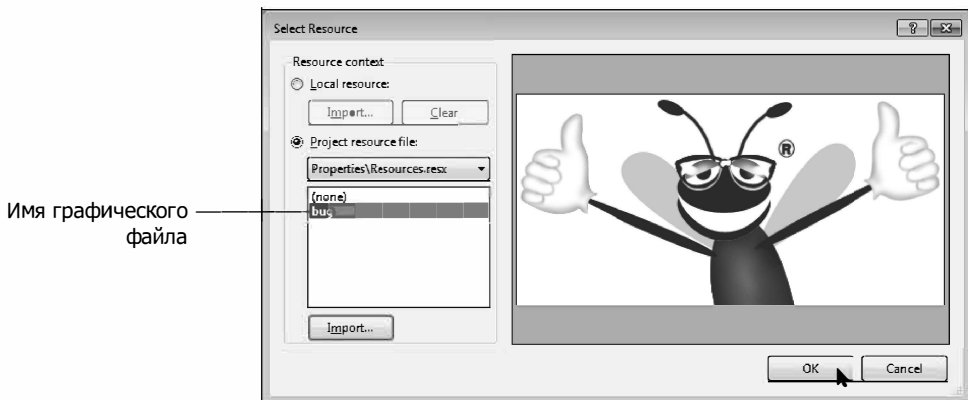 Select Resource
Resource context
Local resource:
Import...
Clear
Project resource file:
Properties\Resources.resx
(none)
bug
Import...
Имя графического
файла
®
OK
Cancel